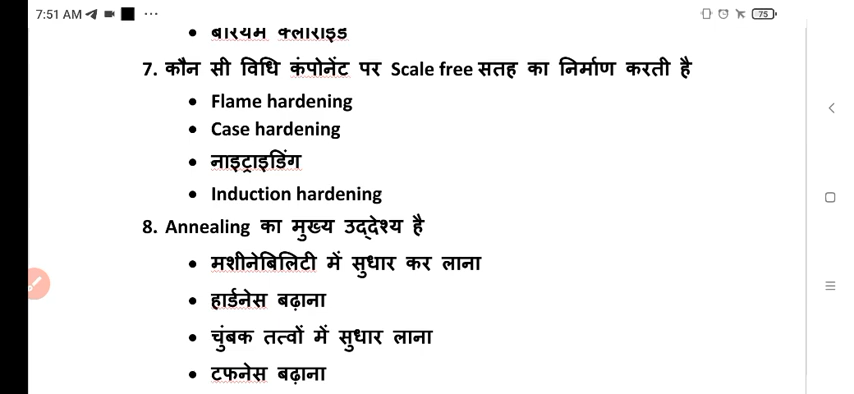 7:51 AM ...
75
बेरियम क्लोराइड
7. कौन सी विधि कंपोनेंट पर Scale free सतह का निर्माण करती है
• Flame hardening
• Case hardening
• नाइट्राइडिंग
• Induction hardening
8. Annealing का मुख्य उद्देश्य है
• मशीनेबिलिटी में सुधार कर लाना
• हार्डनेस बढ़ाना
• चुंबक तत्वों में सुधार लाना
• टफनेस बढ़ाना